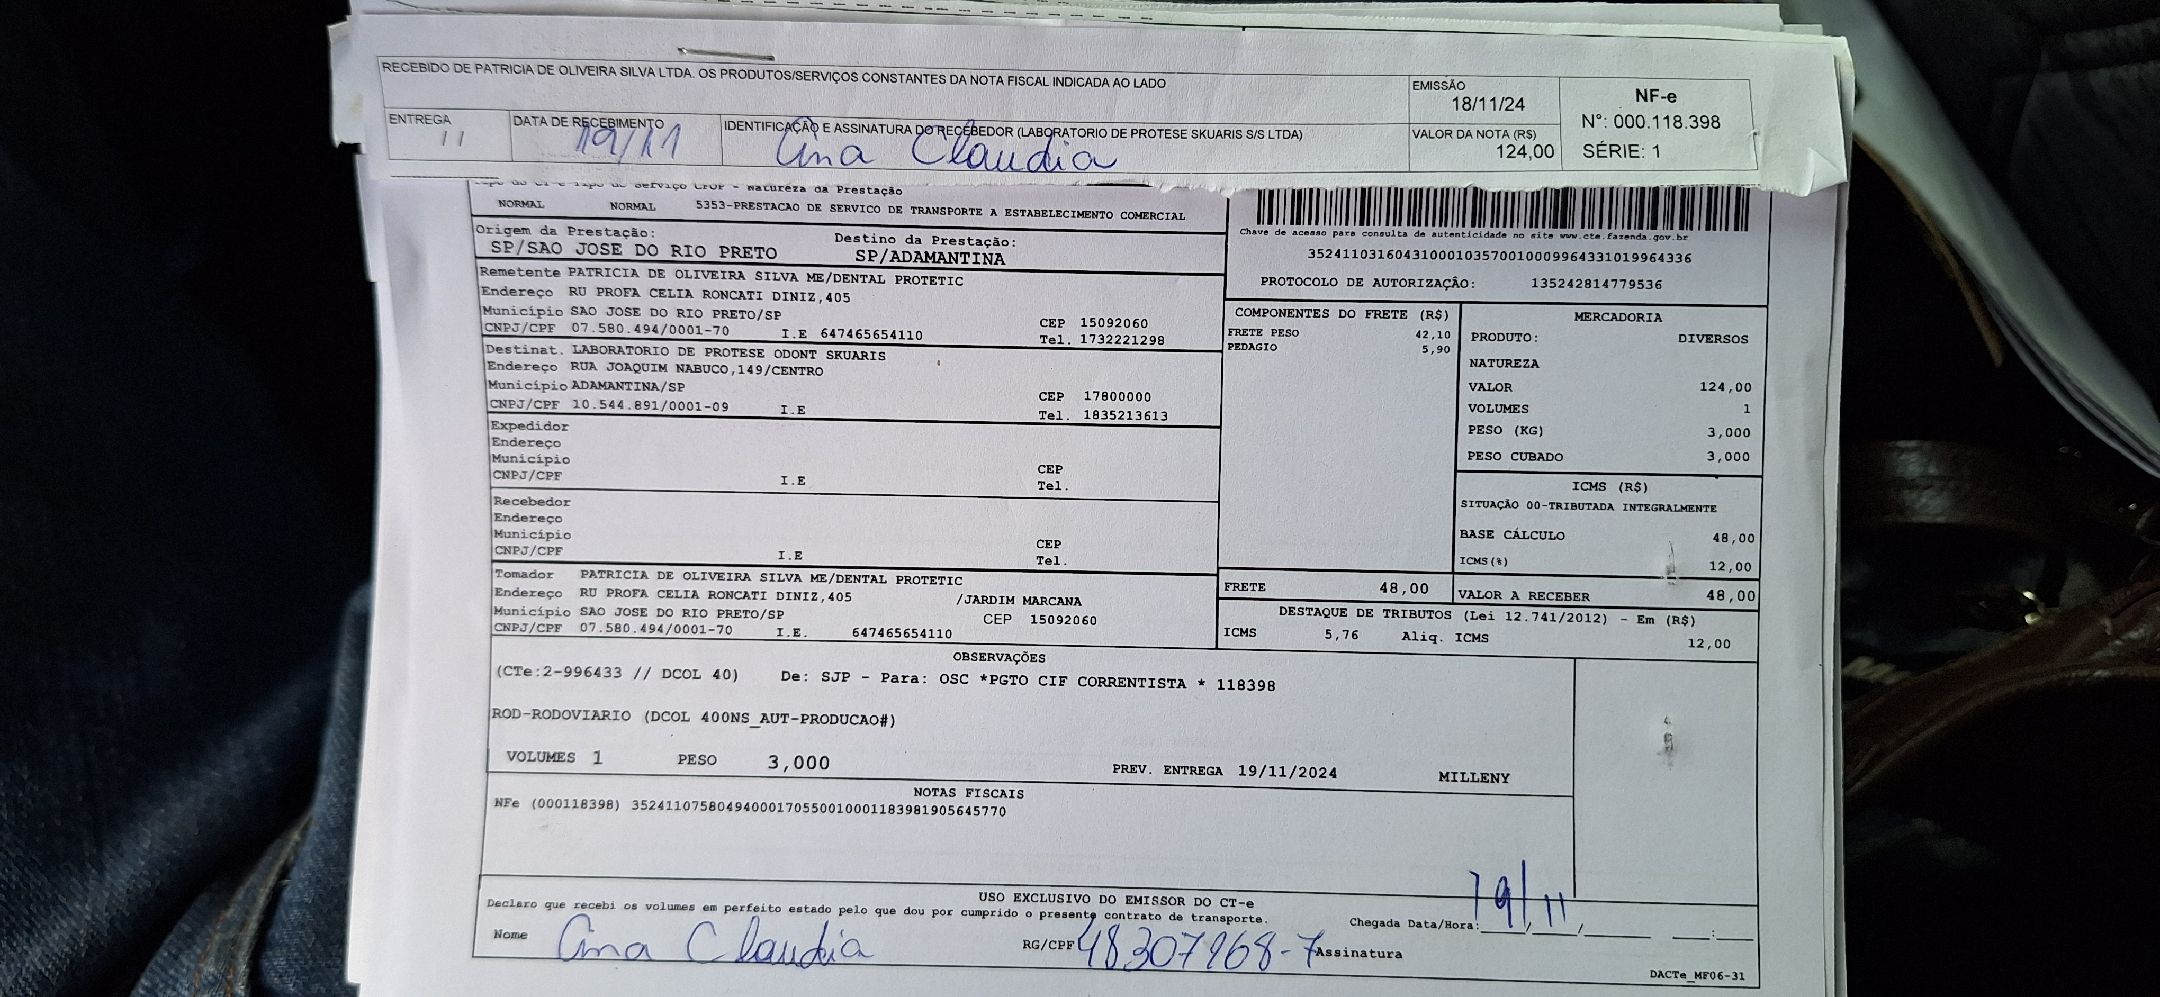 RECEBIDO DE PATRICIA DE OLIVEIRA SILVA LTDA. OS PRODUTOS/SERVIÇOS CONSTANTES DA NOTA FISCAL INDICADA AO LADO
EMISSÃO
18/11/24
NF-e
Nº: 000.118.398
SÉRIE: 1
ENTREGA
11
DATA DE RECEBIMENTO
19/11
IDENTIFICAÇÃO E ASSINATURA DO RECEBEDOR (LABORATORIO DE PROTESE SKUARIS S/S LTDA)
Ana Claudia
VALOR DA NOTA (R$)
124,00
Serviço CFOP - Natureza da Prestação
NORMAL NORMAL 5353-PRESTACAO DE SERVICO DE TRANSPORTE A ESTABELECIMENTO COMERCIAL
Origem da Prestação: Destino da Prestação:
SP/SAO JOSE DO RIO PRETO SP/ADAMANTINA
Chave de acesso para consulta de autenticidade no site www.cte.fazenda.gov.br
35241103160431000103570010009964331019964336
PROTOCOLO DE AUTORIZAÇÃO: 135242814779536
Remetente PATRICIA DE OLIVEIRA SILVA ME/DENTAL PROTETIC
Endereço RU PROFA CELIA RONCATI DINIZ,405
Município SAO JOSE DO RIO PRETO/SP CEP 15092060
CNPJ/CPF 07.580.494/0001-70 I.E 647465654110 Tel. 1732221298
Destinat. LABORATORIO DE PROTESE ODONT SKUARIS
Endereço RUA JOAQUIM NABUCO,149/CENTRO
Município ADAMANTINA/SP CEP 17800000
CNPJ/CPF 10.544.891/0001-09 I.E Tel. 1835213613
Expedidor
Endereço
Município CEP
CNPJ/CPF I.E Tel.
Recebedor
Endereço
Município CEP
CNPJ/CPF I.E Tel.
Tomador PATRICIA DE OLIVEIRA SILVA ME/DENTAL PROTETIC
Endereço RU PROFA CELIA RONCATI DINIZ,405 /JARDIM MARCANA
Município SAO JOSE DO RIO PRETO/SP CEP 15092060
CNPJ/CPF 07.580.494/0001-70 I.E. 647465654110
COMPONENTES DO FRETE (R$)
FRETE PESO 42,10
PEDAGIO 5,90
FRETE 48,00
MERCADORIA
PRODUTO: DIVERSOS
NATUREZA
VALOR 124,00
VOLUMES 1
PESO (KG) 3,000
PESO CUBADO 3,000
ICMS (R$)
SITUAÇÃO 00-TRIBUTADA INTEGRALMENTE
BASE CÁLCULO 48,00
ICMS(%) 12,00
VALOR A RECEBER 48,00
DESTAQUE DE TRIBUTOS (Lei 12.741/2012) - Em (R$)
ICMS 5,76 Aliq. ICMS 12,00
OBSERVAÇÕES
(CTe:2-996433 // DCOL 40) De: SJP - Para: OSC *PGTO CIF CORRENTISTA * 118398
ROD-RODOVIARIO (DCOL 400NS_AUT-PRODUCAO#)
VOLUMES 1 PESO 3,000 PREV. ENTREGA 19/11/2024 MILLENY
NOTAS FISCAIS
NFe (000118398) 35241107580494000170550010001183981905645770
USO EXCLUSIVO DO EMISSOR DO CT-e
Declaro que recebi os volumes em perfeito estado pelo que dou por cumprido o presente contrato de transporte.
Chegada Data/Hora: 19/11
Nome Ana Claudia RG/CPF 48307968-7 Assinatura
DACTe_MF06-31